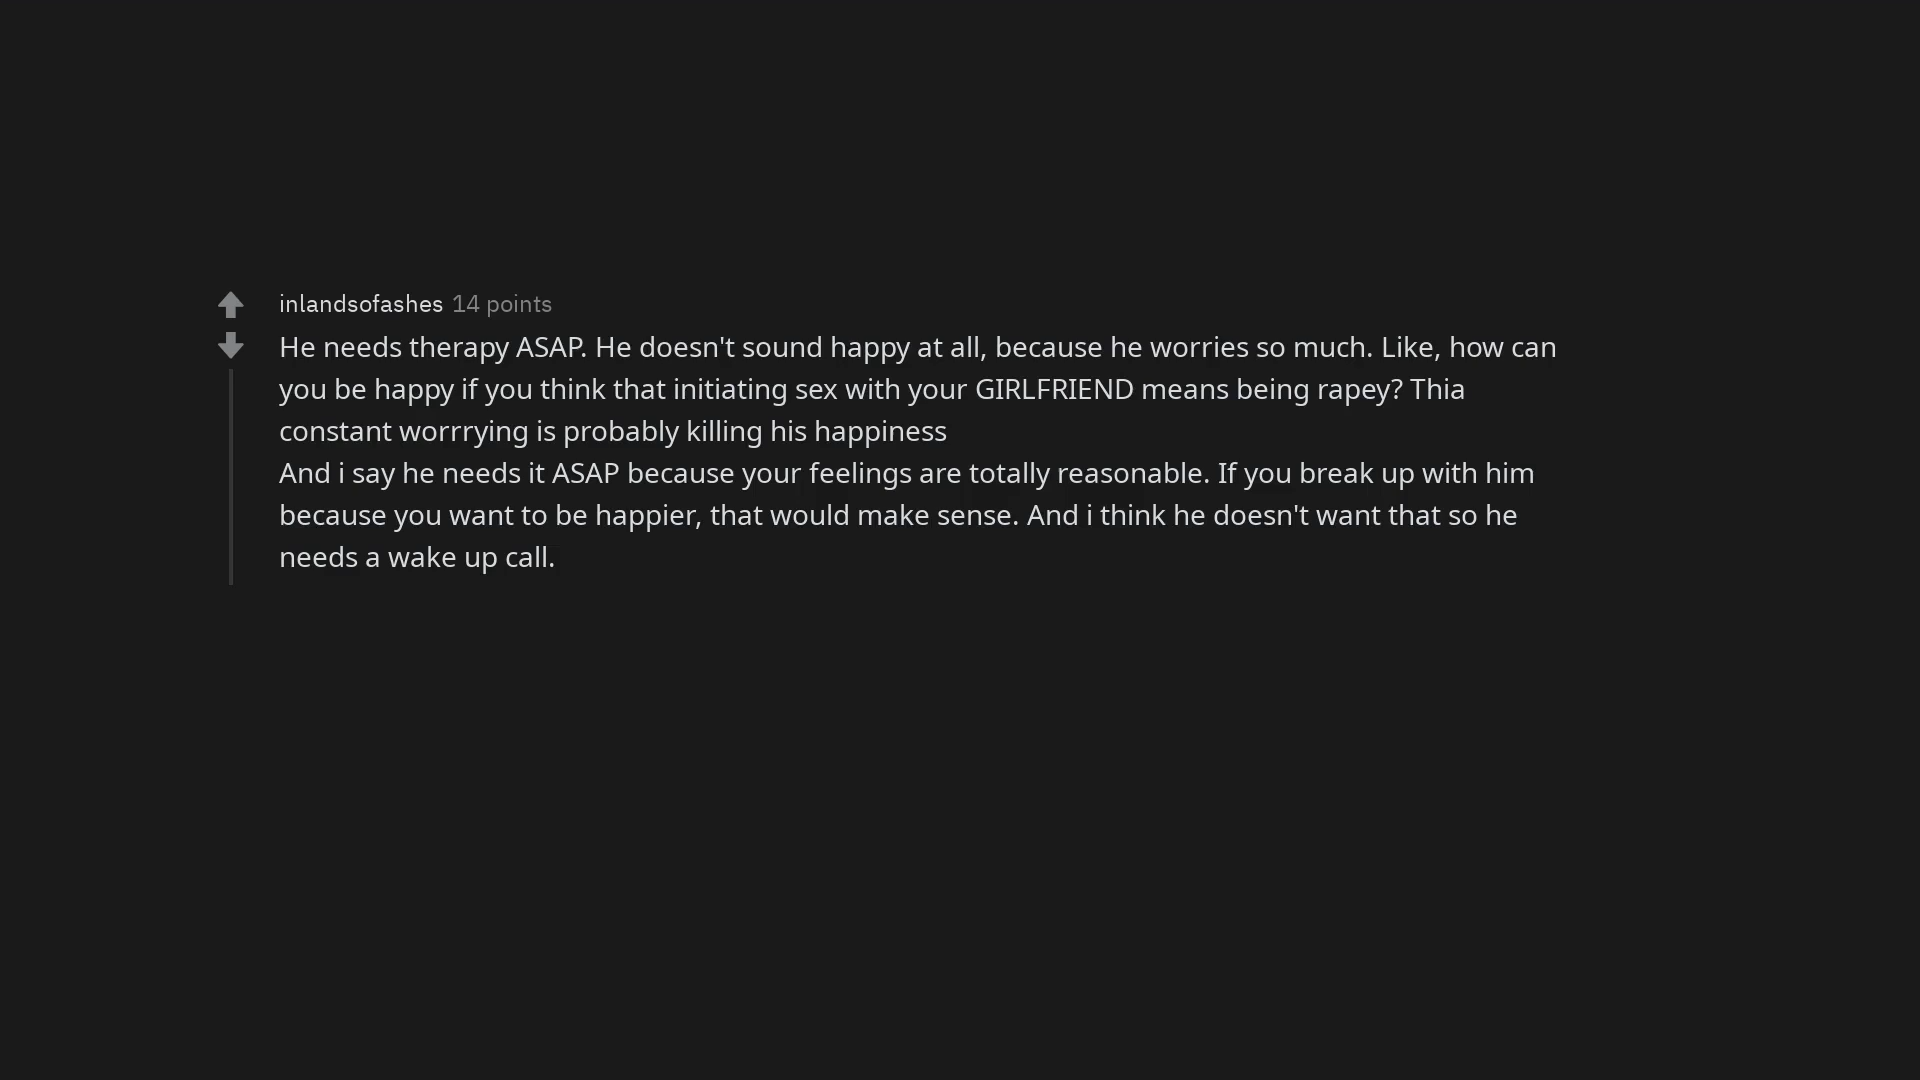 inlandsofashes 14 points
He needs therapy ASAP. He doesn't sound happy at all, because he worries so much. Like, how can
you be happy if you think that initiating sex with your GIRLFRIEND means being rapey? Thia
constant worrrying is probably killing his happiness
And i say he needs it ASAP because your feelings are totally reasonable. If you break up with him
because you want to be happier, that would make sense. And i think he doesn't want that so he
needs a wake up call.